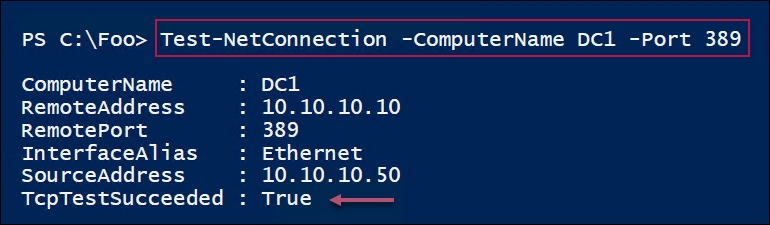 PS C:\Foo> Test-NetConnection -ComputerName DC1 -Port 389
ComputerName : DC1
RemoteAddress : 10.10.10.10
RemotePort : 389
InterfaceAlias : Ethernet
SourceAddress : 10.10.10.50
TcpTestSucceeded : True